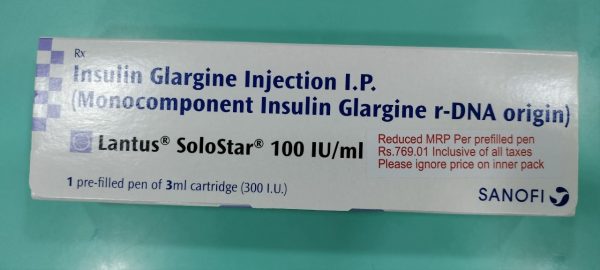 Rx
Insulin Glargine Injection I.P.
(Monocomponent Insulin Glargine r-DNA origin)
Lantus® SoloStar® 100 IU/ml
Reduced MRP Per prefilled pen
Rs.769.01 Inclusive of all taxes
Please ignore price on inner pack
1 pre-filled pen of 3ml cartridge (300 I.U.)
SANOFI